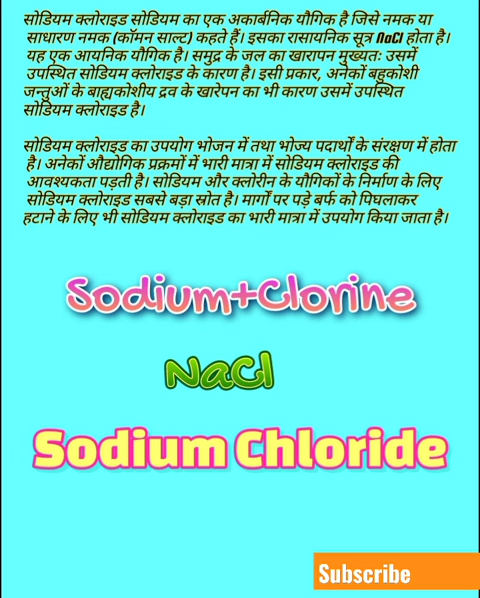 सोडियम क्लोराइड सोडियम का एक अकार्बनिक यौगिक है जिसे नमक या
साधारण नमक (कॉमन साल्ट) कहते हैं। इसका रासायनिक सूत्र NaCl होता है।
यह एक आयनिक यौगिक है। समुद्र के जल का खारापन मुख्यतः उसमें
उपस्थित सोडियम क्लोराइड के कारण है। इसी प्रकार, अनेकों बहुकोशी
जन्तुओं के बाह्यकोशीय द्रव के खारेपन का भी कारण उसमें उपस्थित
सोडियम क्लोराइड है।
सोडियम क्लोराइड का उपयोग भोजन में तथा भोज्य पदार्थों के संरक्षण में होता
है। अनेकों औद्योगिक प्रक्रमों में भारी मात्रा में सोडियम क्लोराइड की
आवश्यकता पड़ती है। सोडियम और क्लोरीन के यौगिकों के निर्माण के लिए
सोडियम क्लोराइड सबसे बड़ा स्रोत है। मार्गों पर पड़े बर्फ को पिघलाकर
हटाने के लिए भी सोडियम क्लोराइड का भारी मात्रा में उपयोग किया जाता है।
Sodium+Clorine
NaCl
Sodium Chloride
Subscribe